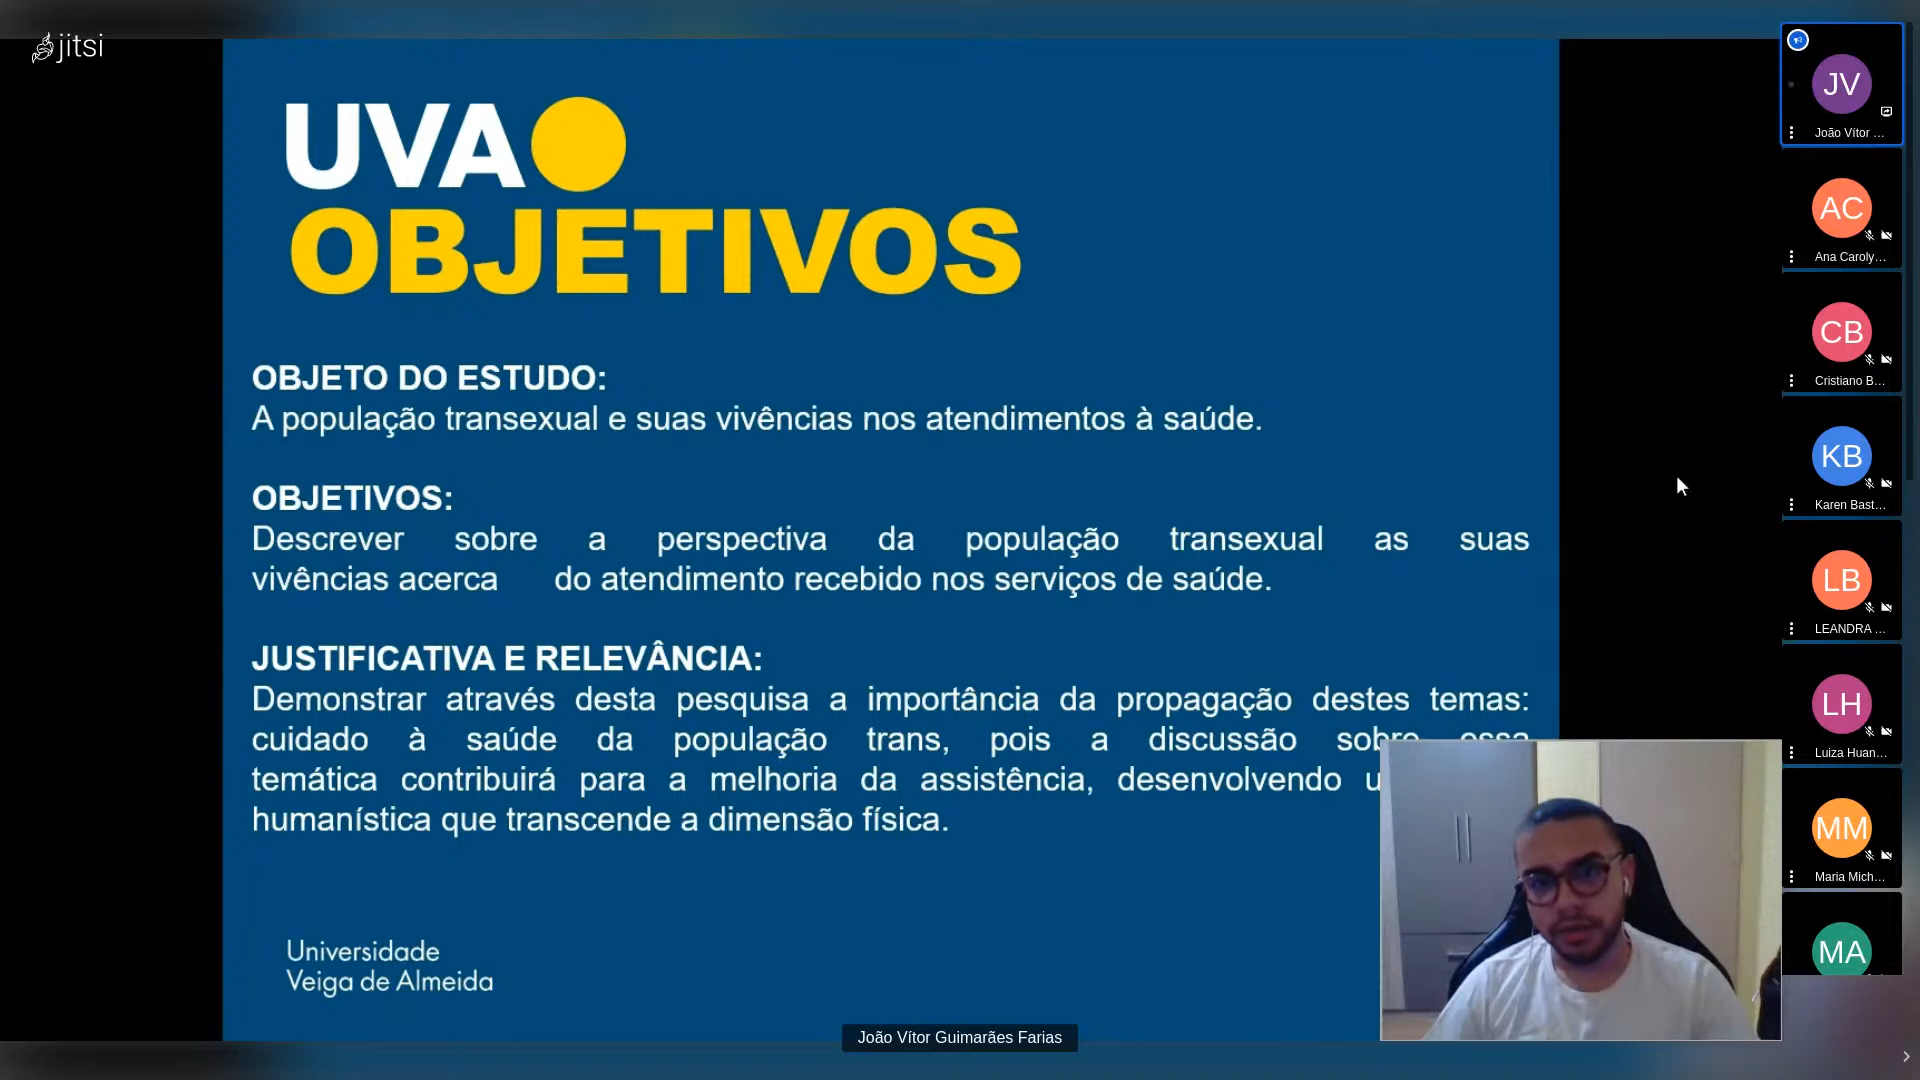 jitsi
UVA
OBJETIVOS
OBJETO DO ESTUDO:
A população transexual e suas vivências nos atendimentos à saúde.
OBJETIVOS:
Descrever sobre a perspectiva da população transexual as suas
vivências acerca do atendimento recebido nos serviços de saúde.
JUSTIFICATIVA E RELEVÂNCIA:
Demonstrar através desta pesquisa a importância da propagação destes temas:
cuidado à saúde da população trans, pois a discussão sobre essa
temática contribuirá para a melhoria da assistência, desenvolvendo
humanística que transcende a dimensão física.
Universidade
Veiga de Almeida
João Vítor Guimarães Farias
JV
João Vítor ...
AC
Ana Caroly...
CB
Cristiano B...
KB
Karen Bast...
LB
LEANDRA ...
LH
Luiza Huan...
MM
Maria Mich...
MA